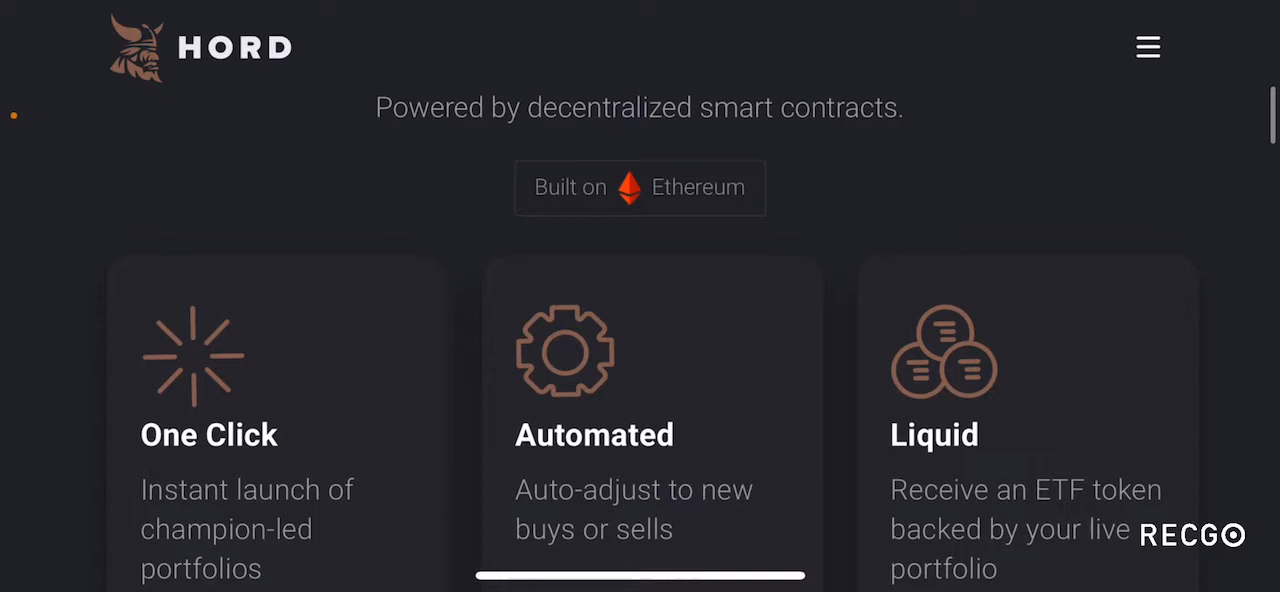 HORD
Powered by decentralized smart contracts.
Built on Ethereum
One Click
Instant launch of
champion-led
portfolios
Automated
Auto-adjust to new
buys or sells
Liquid
Receive an ETF token
backed by your live
portfolio
RECGO